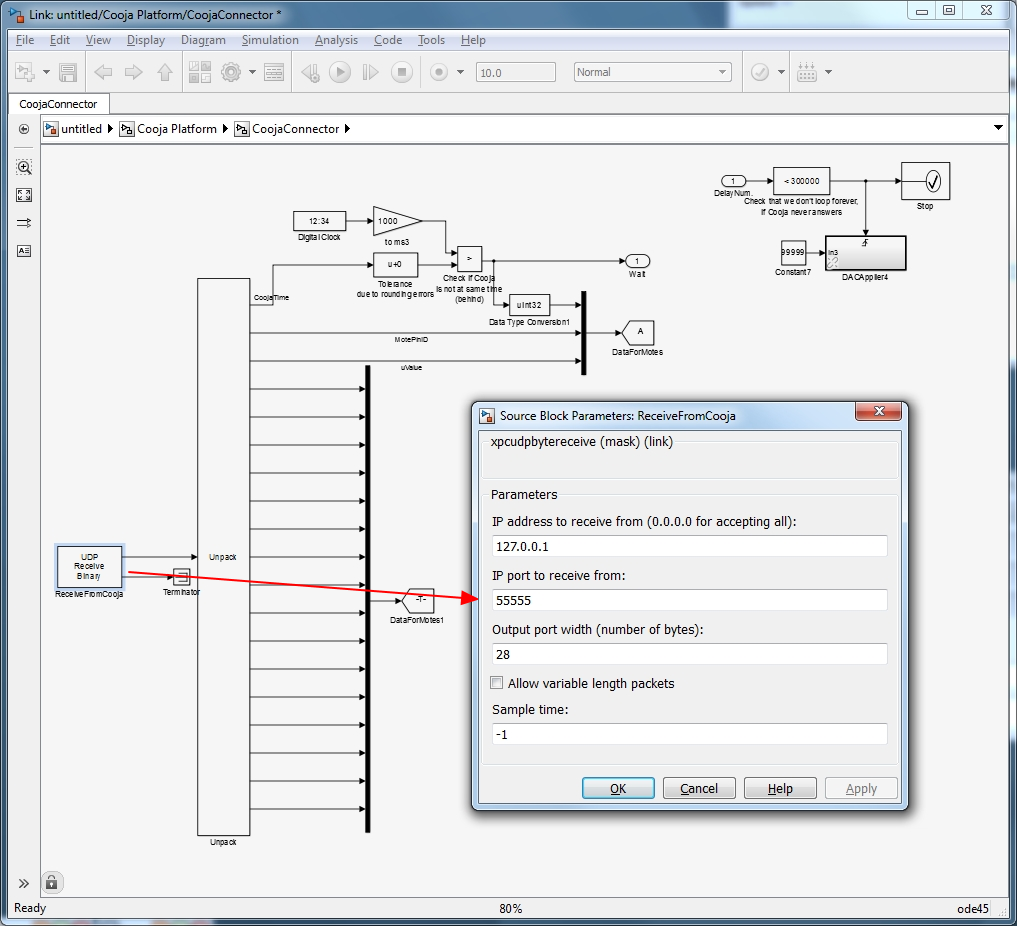 Link: untitled/Cooja Platform/CoojaConnector *
File Edit View Display Diagram Simulation Analysis Code Tools Help
10.0 Normal
CoojaConnector
untitled Cooja Platform CoojaConnector
1
DelayNum.
< 300000
Check that we don't loop forever,
if Cooja never answers
Stop
99999
Constant7
In3
DACApplier4
12:34
Digital Clock
1000
to ms3
u+0
Tolerance
due to rounding errors
>
Check if Cooja
is not at same time
(behind)
1
Wait
CoojaTime
uint32
Data Type Conversion1
MotePinID
uValue
A
DataForMotes
UDP
Receive
Binary
ReceiveFromCooja
Terminator
Unpack
Unpack
-T-
DataForMotes1
Source Block Parameters: ReceiveFromCooja
xpcudpbytereceive (mask) (link)
Parameters
IP address to receive from (0.0.0.0 for accepting all):
127.0.0.1
IP port to receive from:
55555
Output port width (number of bytes):
28
Allow variable length packets
Sample time:
-1
OK Cancel Help Apply
Ready 80% ode45